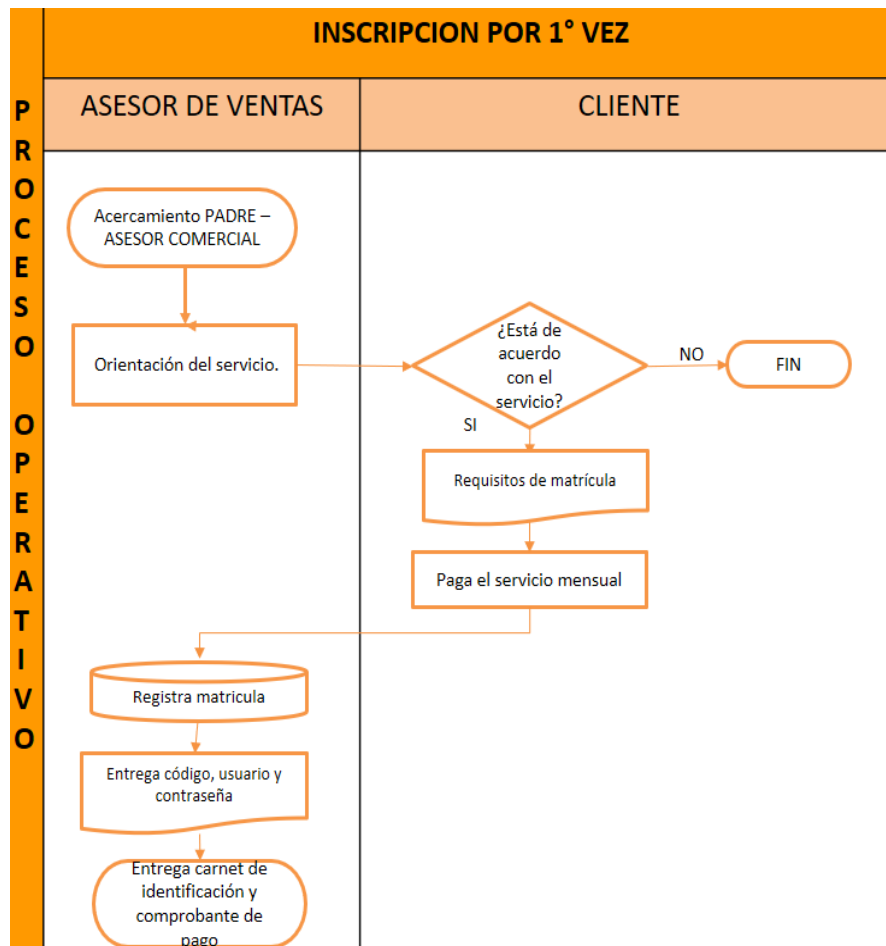 INSCRIPCION POR 1° VEZ
PROCESO OPERATIVO
ASESOR DE VENTAS
CLIENTE
Acercamiento PADRE –
ASESOR COMERCIAL
Orientación del servicio.
¿Está de
acuerdo
con el
servicio?
NO
FIN
SI
Requisitos de matrícula
Paga el servicio mensual
Registra matricula
Entrega código, usuario y
contraseña
Entrega carnet de
identificación y
comprobante de
pago